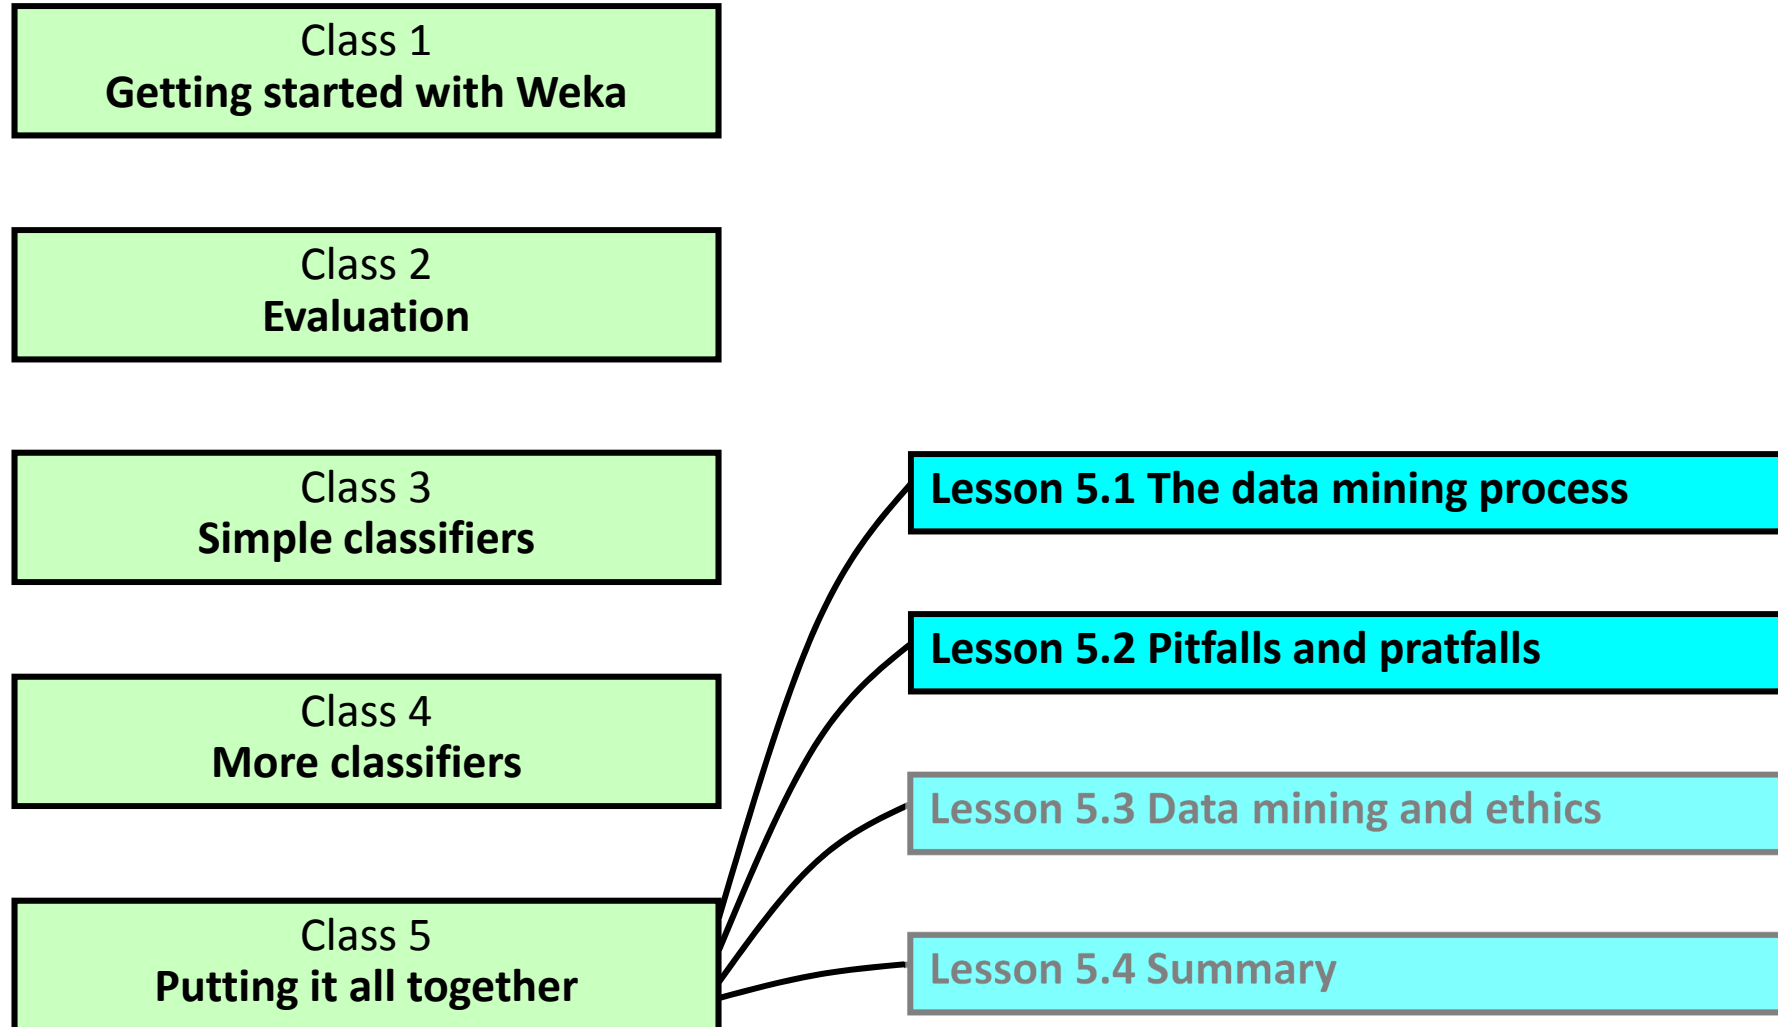 Class 1
Getting started with Weka
Class 2
Evaluation
Class 3
Simple classifiers
Class 4
More classifiers
Class 5
Putting it all together
Lesson 5.1 The data mining process
Lesson 5.2 Pitfalls and pratfalls
Lesson 5.3 Data mining and ethics
Lesson 5.4 Summary